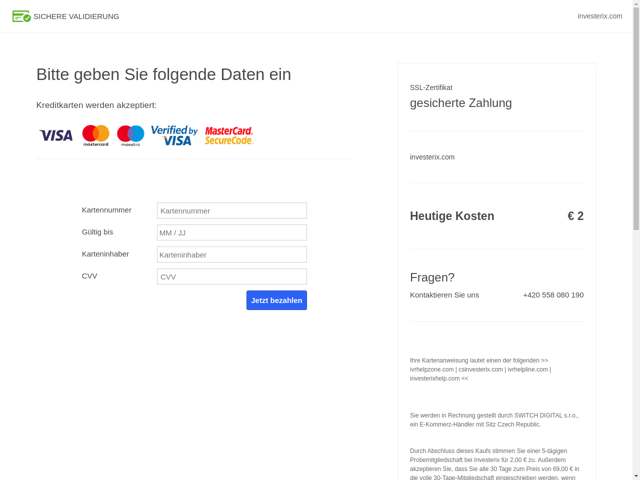 SICHERE VALIDIERUNG
investerix.com
Bitte geben Sie folgende Daten ein
Kreditkarten werden akzeptiert:
VISA
mastercard
maestro
Verified by
VISA
MasterCard.
SecureCode.
Kartennummer
Kartennummer
Gültig bis
MM / JJ
Karteninhaber
Karteninhaber
CVV
CVV
Jetzt bezahlen
SSL-Zertifikat
gesicherte Zahlung
investerix.com
Heutige Kosten € 2
Fragen?
Kontaktieren Sie uns +420 558 080 190
Ihre Kartenanweisung lautet einen der folgenden >>
ivrhelpzone.com | csinvesterix.com | ivrhelpline.com |
investerixhelp.com <<
Sie werden in Rechnung gestellt durch SWITCH DIGITAL s.r.o.,
ein E-Kommerz-Händler mit Sitz Czech Republic.
Durch Abschluss dieses Kaufs stimmen Sie einer 5-tägigen
Probemitgliedschaft bei Investerix für 2,00 € zu. Außerdem
akzeptieren Sie, dass Sie alle 30 Tage zum Preis von 69,00 € in
die volle 30-Tage-Mitgliedschaft eingeschrieben werden, wenn